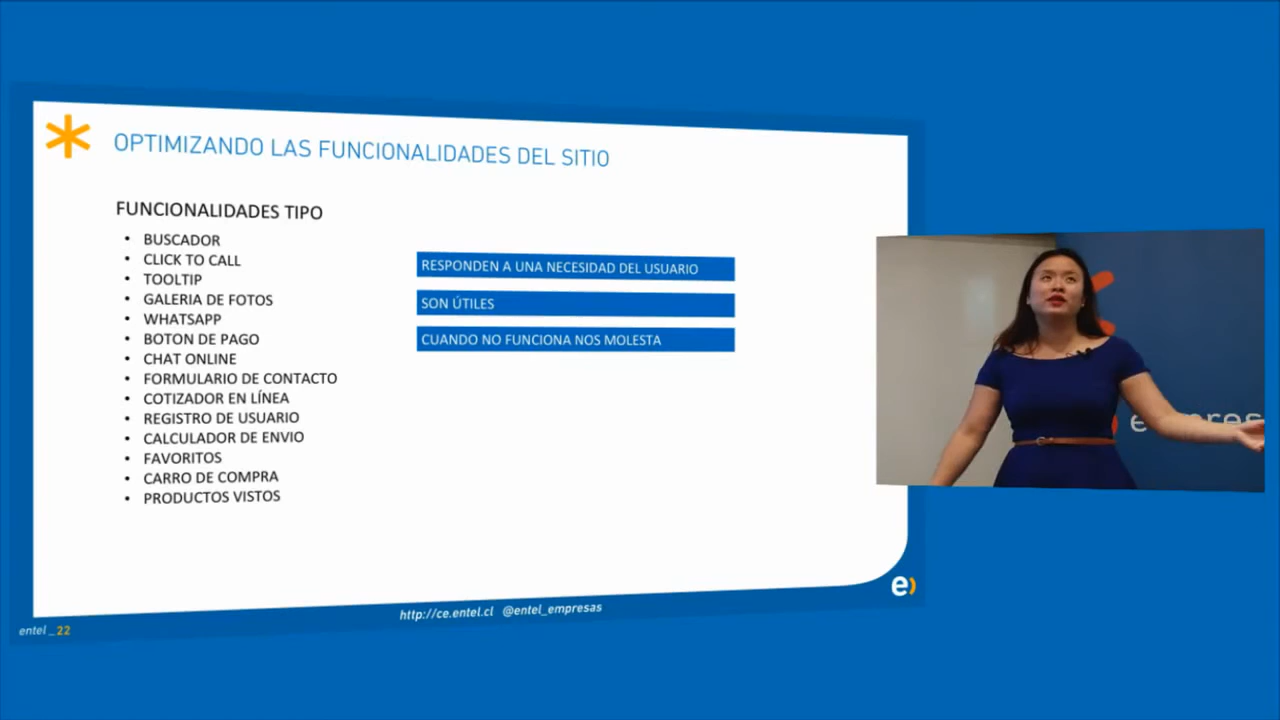 OPTIMIZANDO LAS FUNCIONALIDADES DEL SITIO
FUNCIONALIDADES TIPO
• BUSCADOR
• CLICK TO CALL
• TOOLTIP
• GALERIA DE FOTOS
• WHATSAPP
• BOTON DE PAGO
• CHAT ONLINE
• FORMULARIO DE CONTACTO
• COTIZADOR EN LÍNEA
• REGISTRO DE USUARIO
• CALCULADOR DE ENVIO
• FAVORITOS
• CARRO DE COMPRA
• PRODUCTOS VISTOS
RESPONDEN A UNA NECESIDAD DEL USUARIO
SON ÚTILES
CUANDO NO FUNCIONA NOS MOLESTA
e)
http://ce.entel.cl @entel_empresas
entel _22